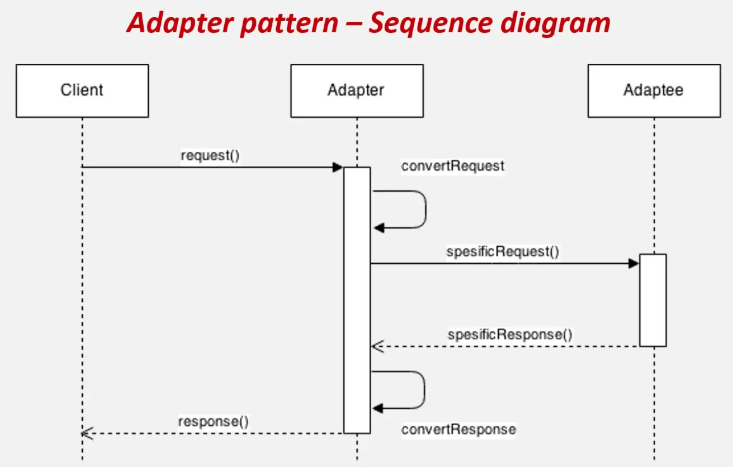 Adapter pattern – Sequence diagram
Client
Adapter
Adaptee
request()
convertRequest
spesificRequest()
spesificResponse()
response()
convertResponse